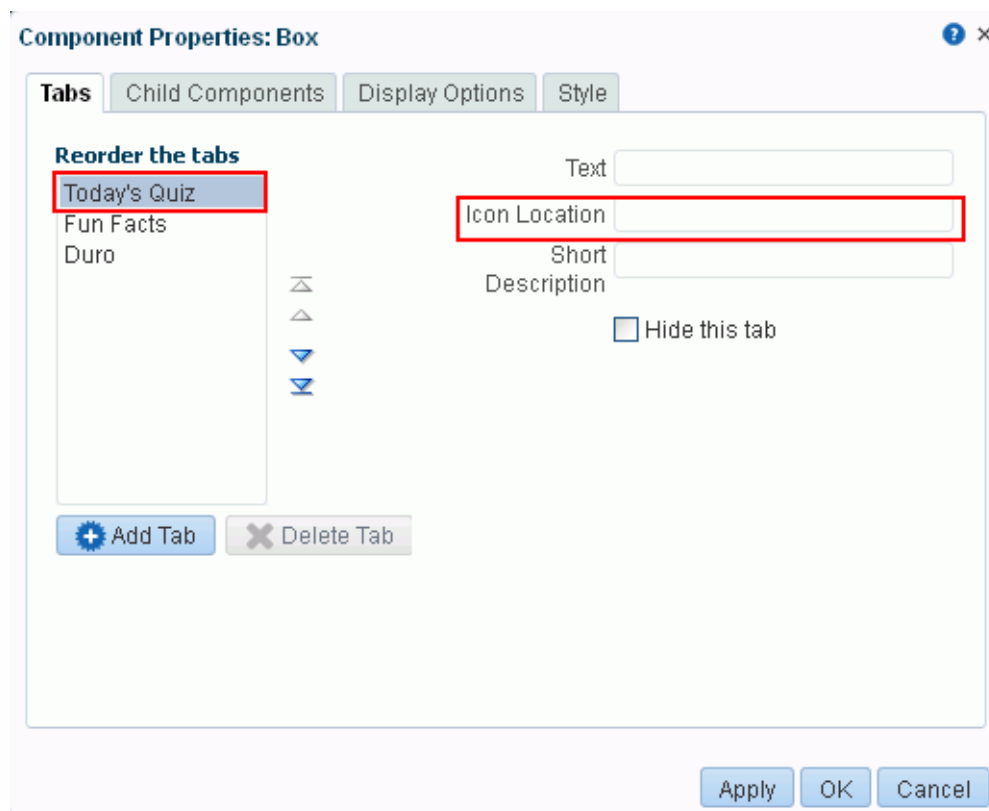 Component Properties: Box
Tabs
Child Components
Display Options
Style
Reorder the tabs
Today's Quiz
Fun Facts
Duro
Text
Icon Location
Short
Description
Hide this tab
Add Tab
Delete Tab
Apply
OK
Cancel